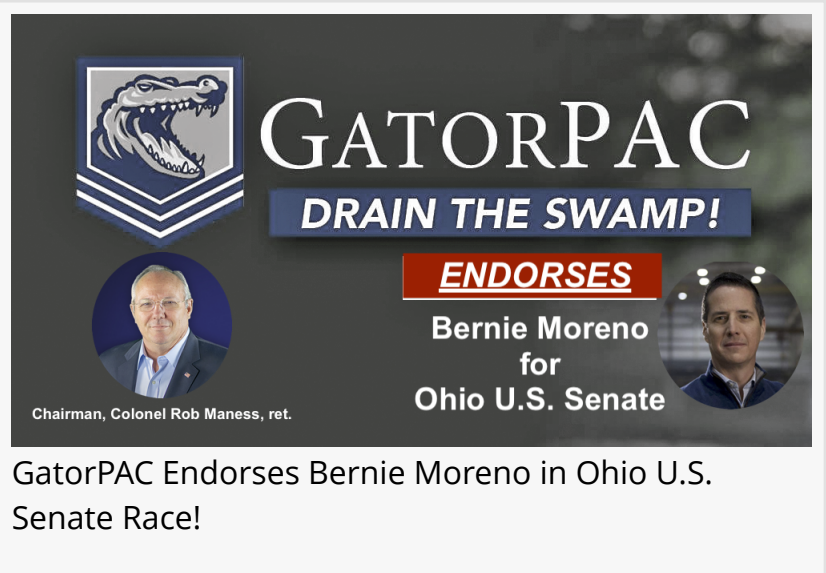 GATORPAC
DRAIN THE SWAMP!
ENDORSES
Bernie Moreno
for
Ohio U.S. Senate
Chairman, Colonel Rob Maness, ret.
GatorPAC Endorses Bernie Moreno in Ohio U.S.
Senate Race!